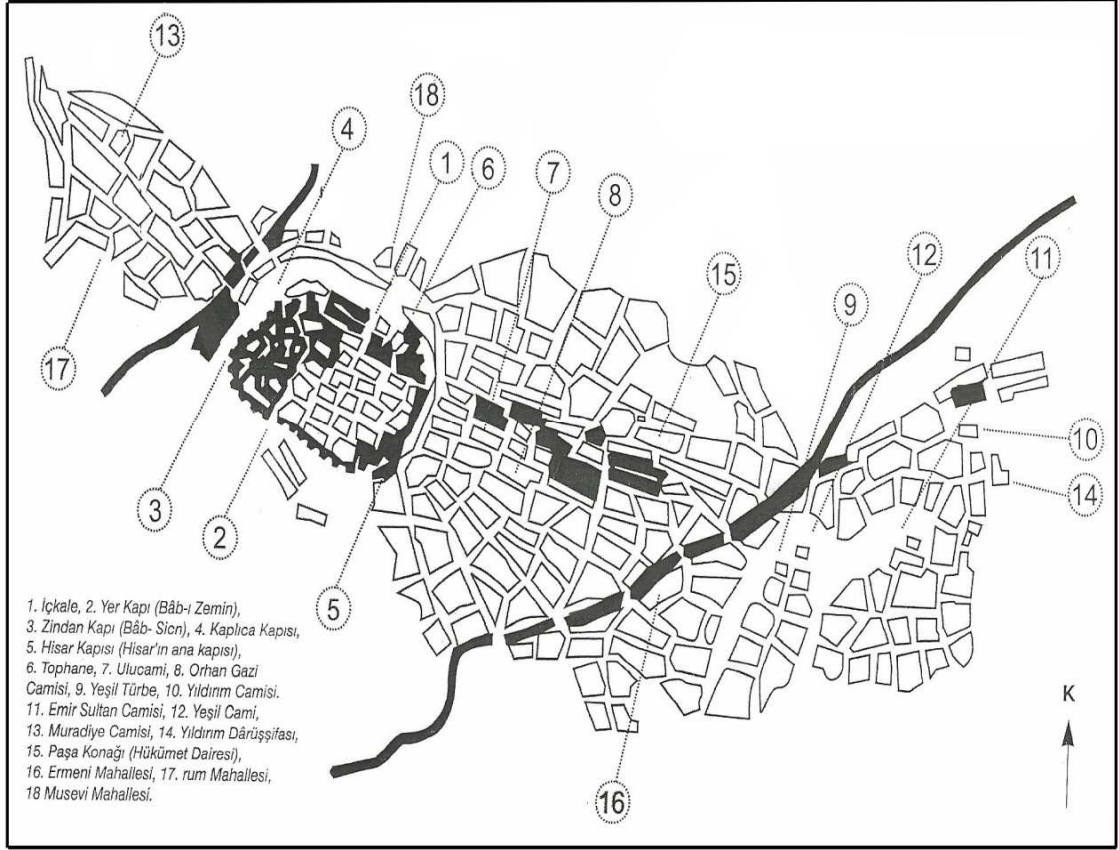 13
18
4
1
6
7
8
15
12
11
9
17
10
14
3
2
5
K
16
1. İçkale, 2. Yer Kapı (Bâb-ı Zemin),
3. Zindan Kapı (Bâb- Sicn), 4. Kaplıca Kapısı,
5. Hisar Kapısı (Hisar'ın ana kapısı),
6. Tophane, 7. Ulucami, 8. Orhan Gazi
Camisi, 9. Yeşil Türbe, 10. Yıldırım Camisi.
11. Emir Sultan Camisi, 12. Yeşil Cami,
13. Muradiye Camisi, 14. Yıldırım Dârüşşifası,
15. Paşa Konağı (Hükümet Dairesi),
16. Ermeni Mahallesi, 17. rum Mahallesi,
18 Musevi Mahallesi.